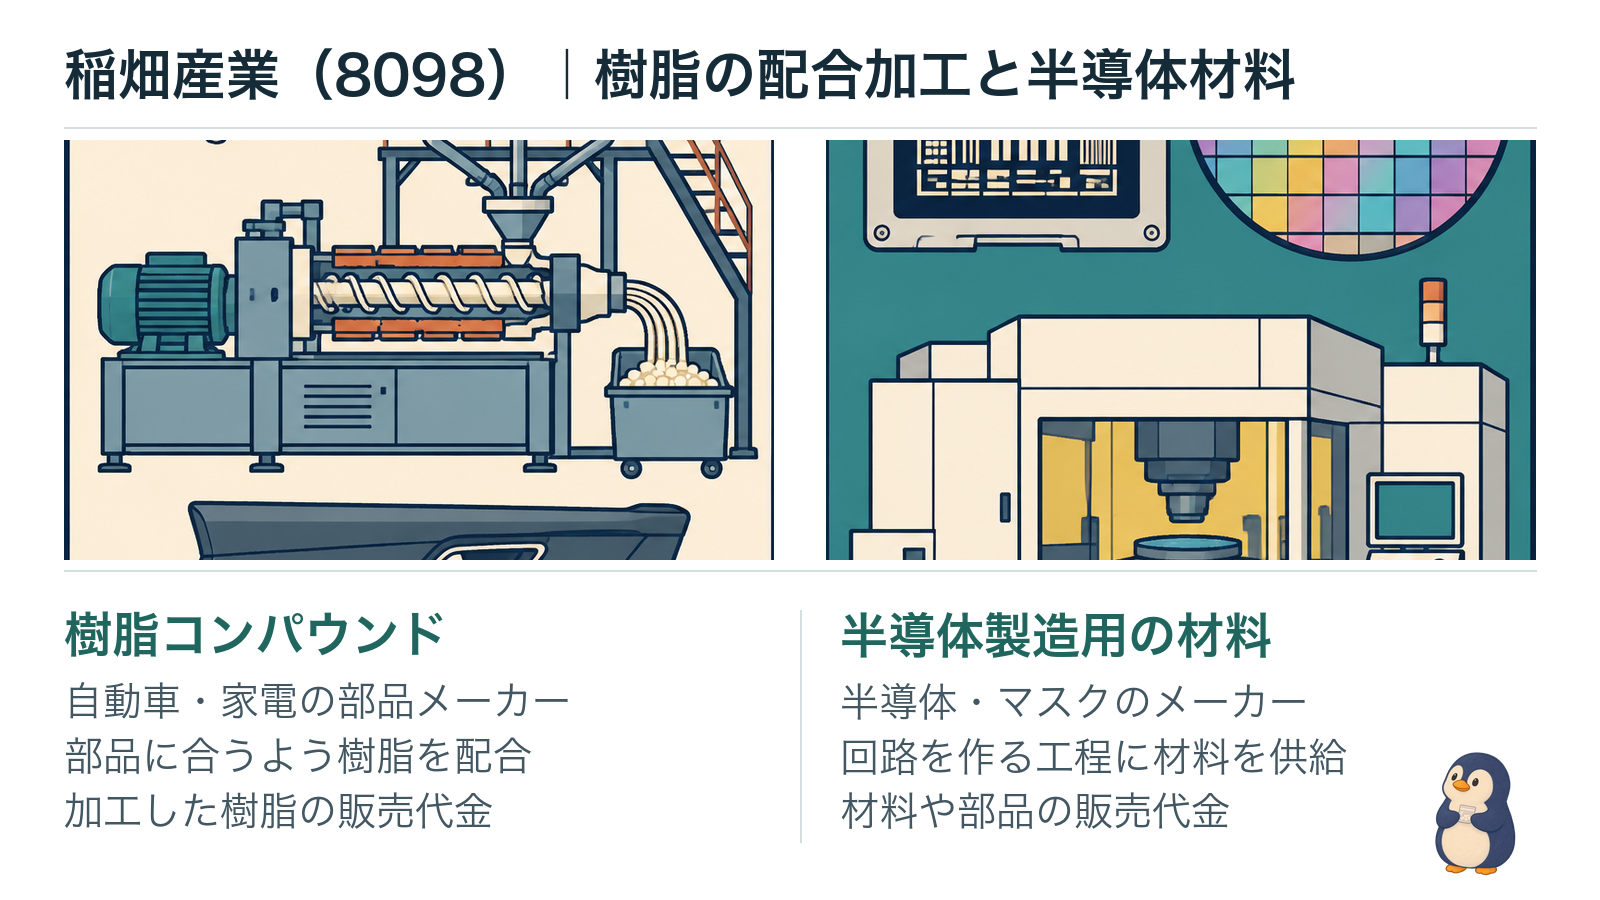 稲畑産業（8098）｜樹脂の配合加工と半導体材料
樹脂コンパウンド
自動車・家電の部品メーカー
部品に合うよう樹脂を配合
加工した樹脂の販売代金
半導体製造用の材料
半導体・マスクのメーカー
回路を作る工程に材料を供給
材料や部品の販売代金